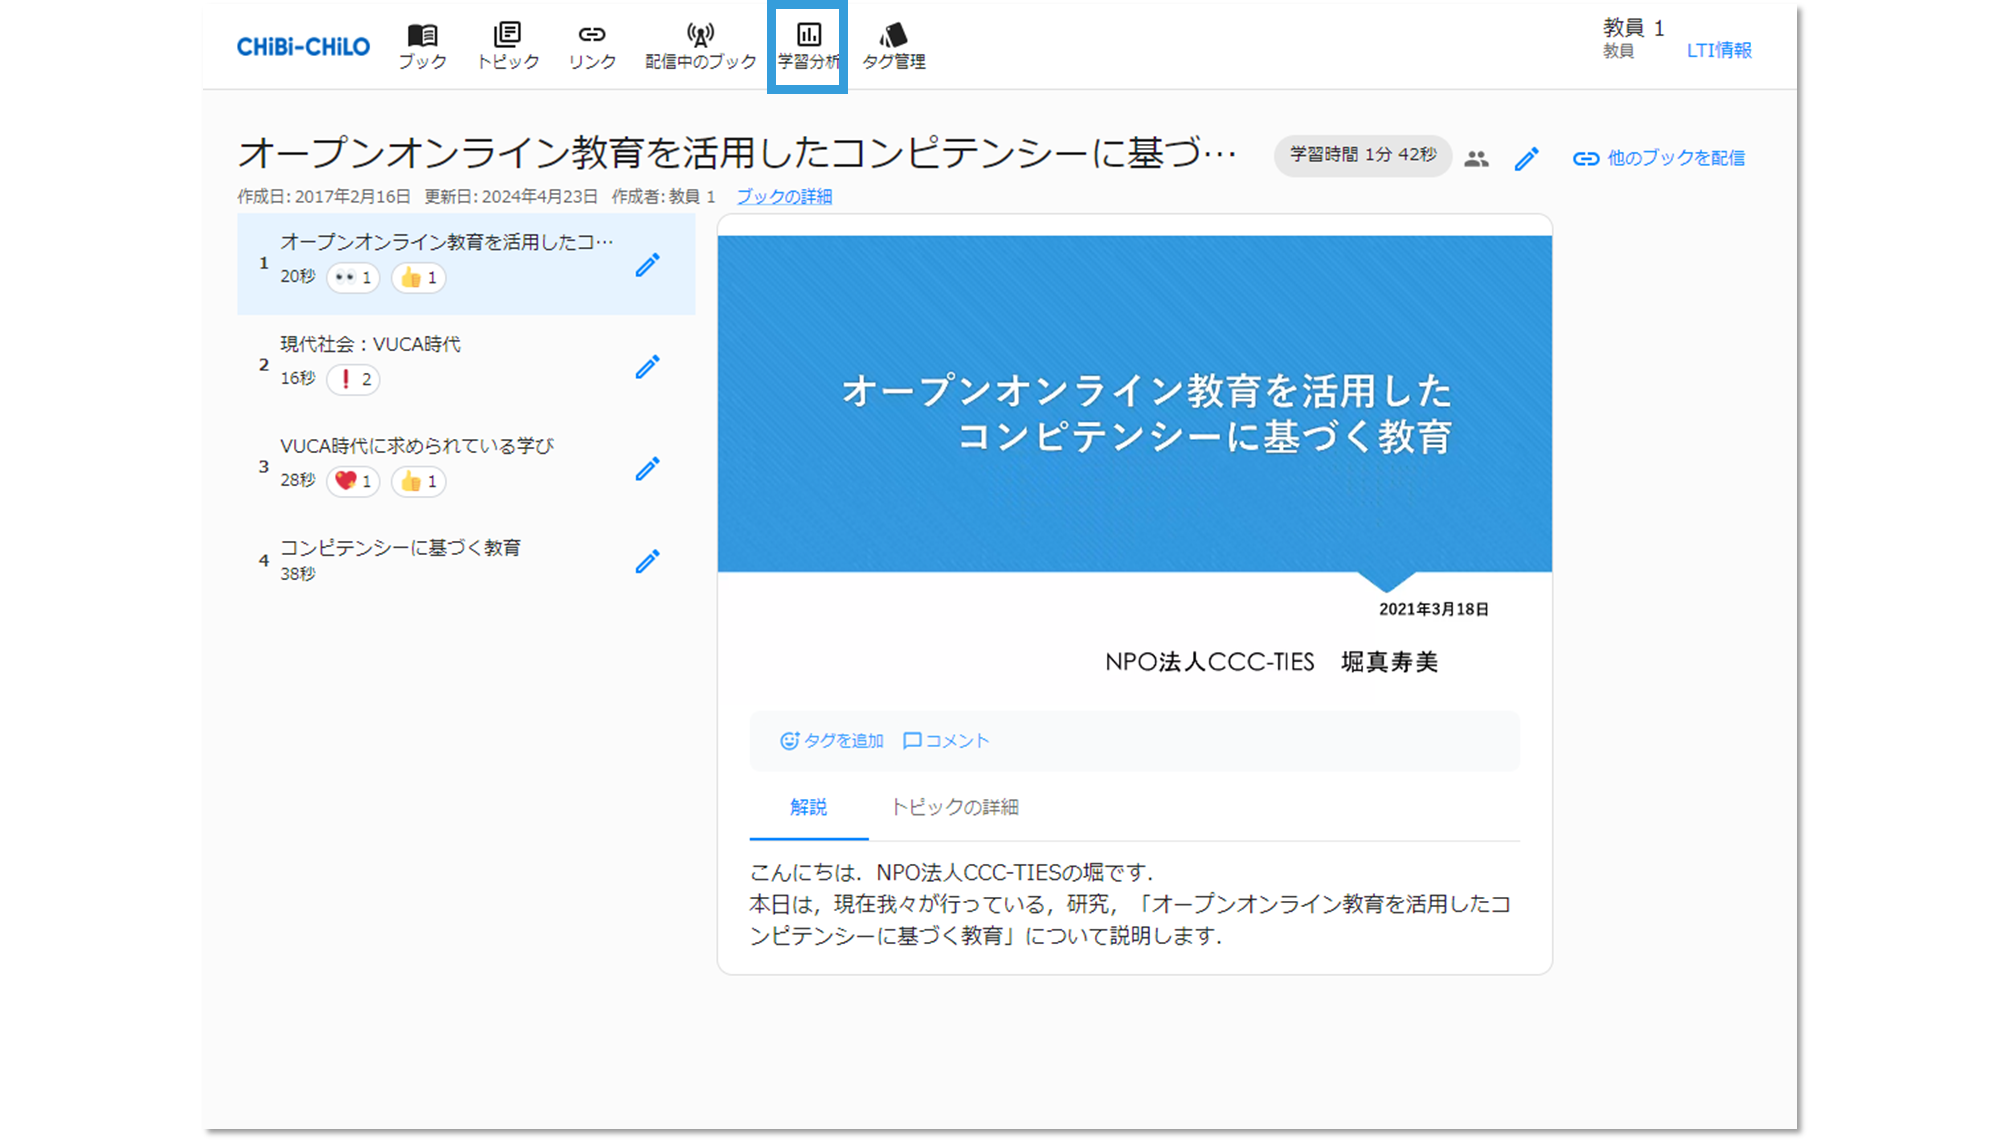 CHiBi-CHiLO
ブック
トピック
リンク
配信中のブック
学習分析
タグ管理
教員 1
教員
LTI情報
オープンオンライン教育を活用したコンピテンシーに基づ…
学習時間 1分 42秒
他のブックを配信
作成日: 2017年2月16日 更新日: 2024年4月23日 作成者: 教員 1 ブックの詳細
1
オープンオンライン教育を活用したコ…
20秒 👀 1 👍 1
2
現代社会：VUCA時代
16秒 ❗ 2
3
VUCA時代に求められている学び
28秒 💖 1 👍 1
4
コンピテンシーに基づく教育
38秒
オープンオンライン教育を活用した
コンピテンシーに基づく教育
2021年3月18日
NPO法人CCC-TIES 堀真寿美
タグを追加 コメント
解説 トピックの詳細
こんにちは．NPO法人CCC-TIESの堀です．
本日は，現在我々が行っている，研究，「オープンオンライン教育を活用したコ
ンピテンシーに基づく教育」について説明します．